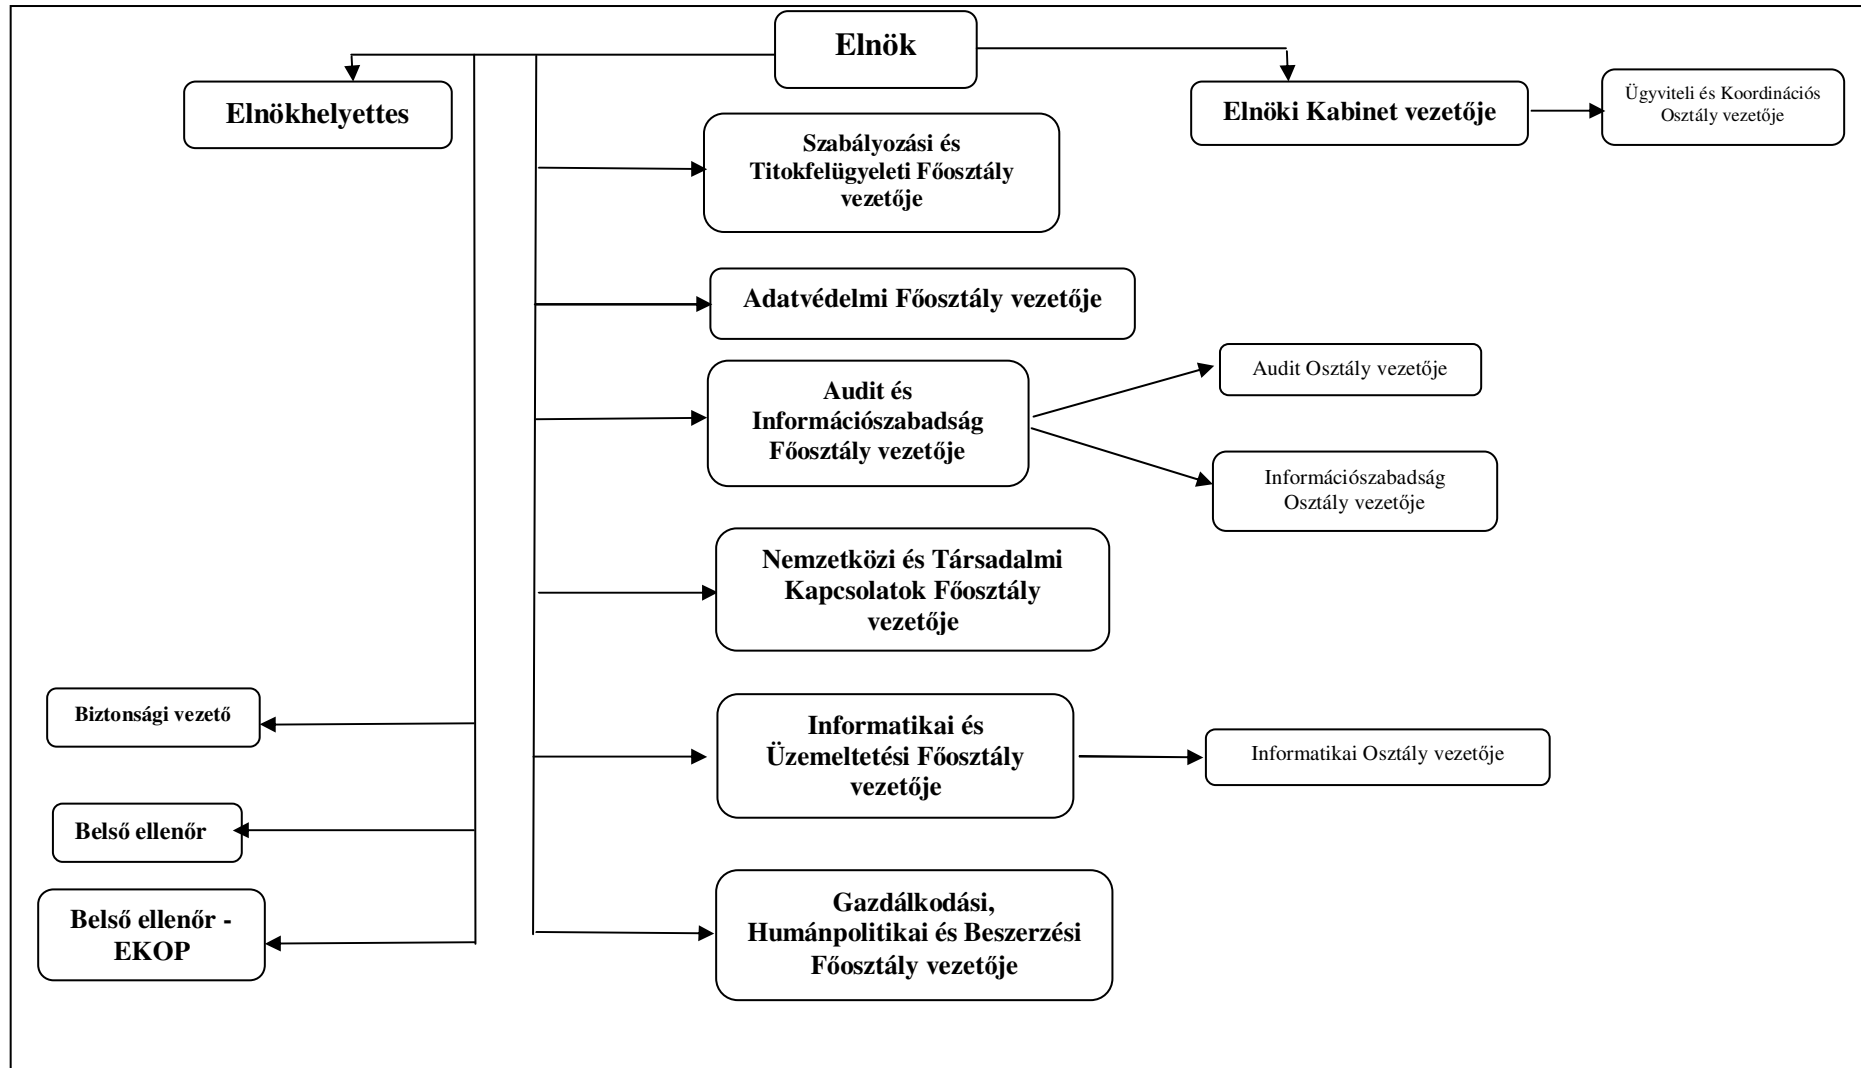 Elnök
Elnökhelyettes
Elnöki Kabinet vezetője
Ügyviteli és Koordinációs
Osztály vezetője
Szabályozási és
Titokfelügyeleti Főosztály
vezetője
Adatvédelmi Főosztály vezetője
Audit és
Információszabadság
Főosztály vezetője
Audit Osztály vezetője
Információszabadság
Osztály vezetője
Nemzetközi és Társadalmi
Kapcsolatok Főosztály
vezetője
Biztonsági vezető
Informatikai és
Üzemeltetési Főosztály
vezetője
Informatikai Osztály vezetője
Belső ellenőr
Belső ellenőr -
EKOP
Gazdálkodási,
Humánpolitikai és Beszerzési
Főosztály vezetője